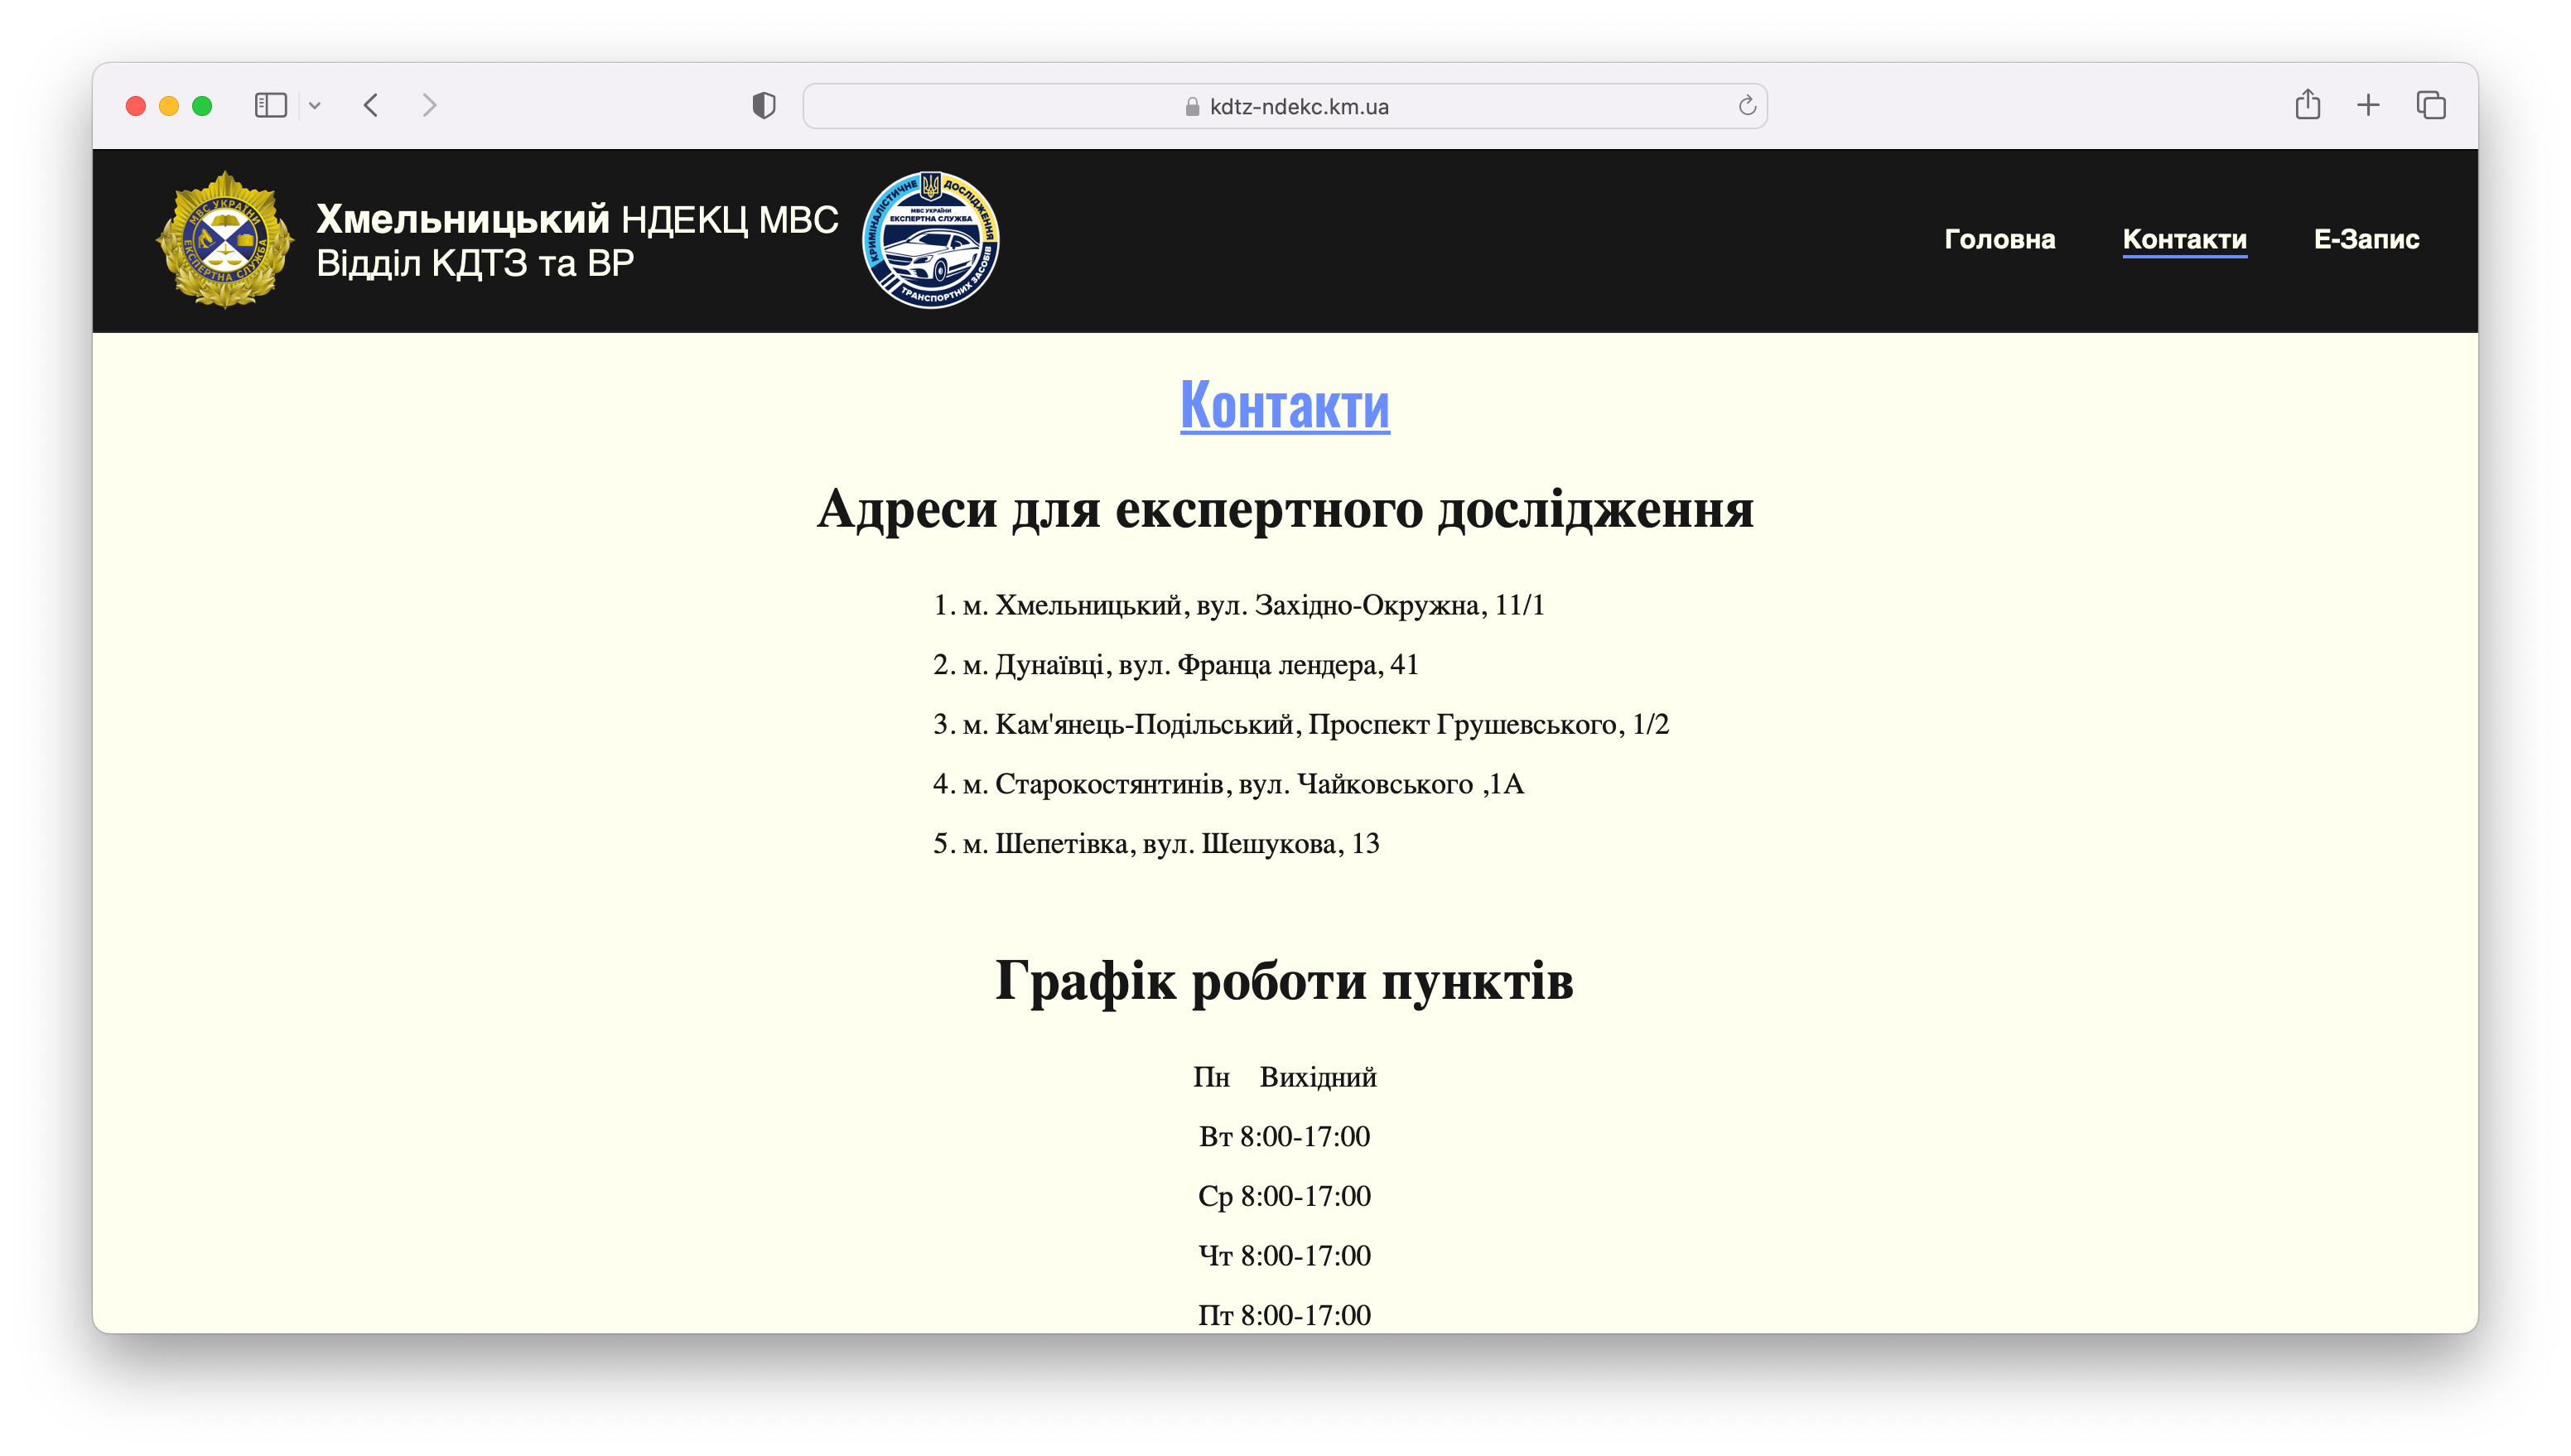 kdtz-ndekc.km.ua
МВС УКРАЇНИ
ЕКСПЕРТНА СЛУЖБА
Хмельницький НДЕКЦ МВС
Відділ КДТЗ та ВР
КРИМІНАЛІСТИЧНЕ ДОСЛІДЖЕННЯ
МВС УКРАЇНИ
ЕКСПЕРТНА СЛУЖБА
ТРАНСПОРТНИХ ЗАСОБІВ
Головна
Контакти
Е-Запис
Контакти
Адреси для експертного дослідження
1. м. Хмельницький, вул. Західно-Окружна, 11/1
2. м. Дунаївці, вул. Франца лендера, 41
3. м. Кам'янець-Подільський, Проспект Грушевського, 1/2
4. м. Старокостянтинів, вул. Чайковського ,1А
5. м. Шепетівка, вул. Шешукова, 13
Графік роботи пунктів
Пн Вихідний
Вт 8:00-17:00
Ср 8:00-17:00
Чт 8:00-17:00
Пт 8:00-17:00